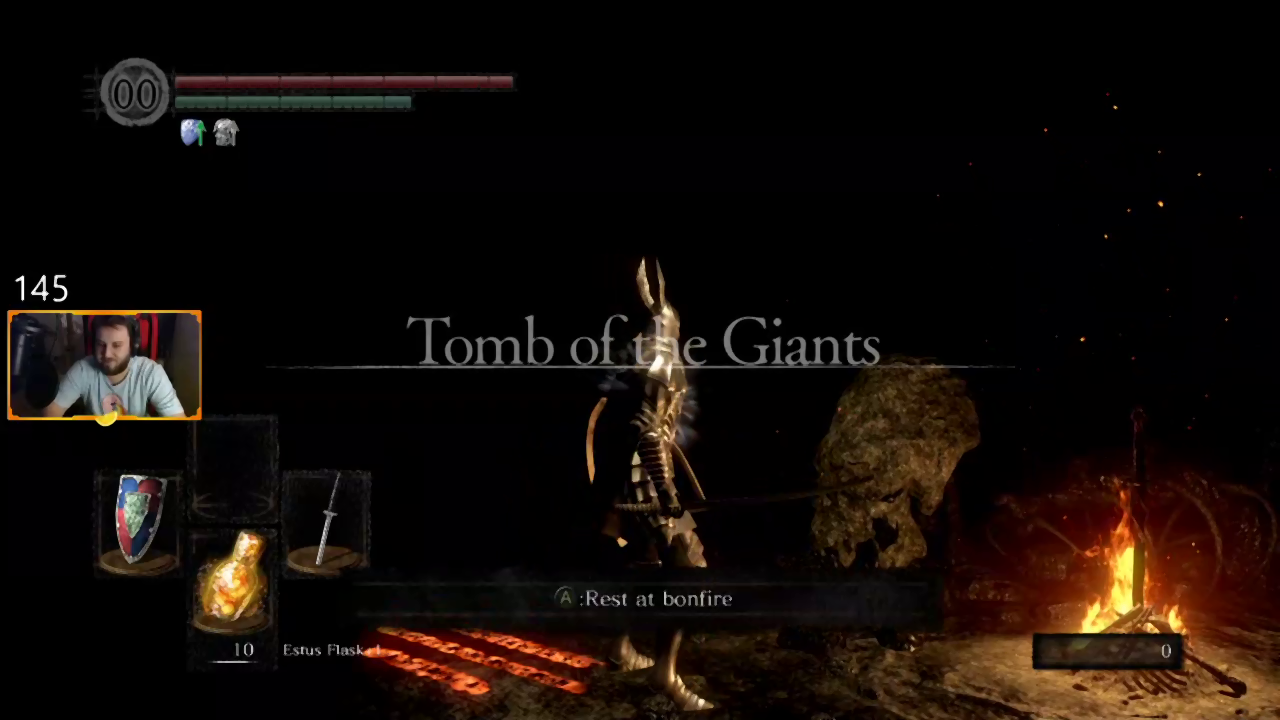 00
145
Tomb of the Giants
Ⓐ:Rest at bonfire
10 Estus Flask
0